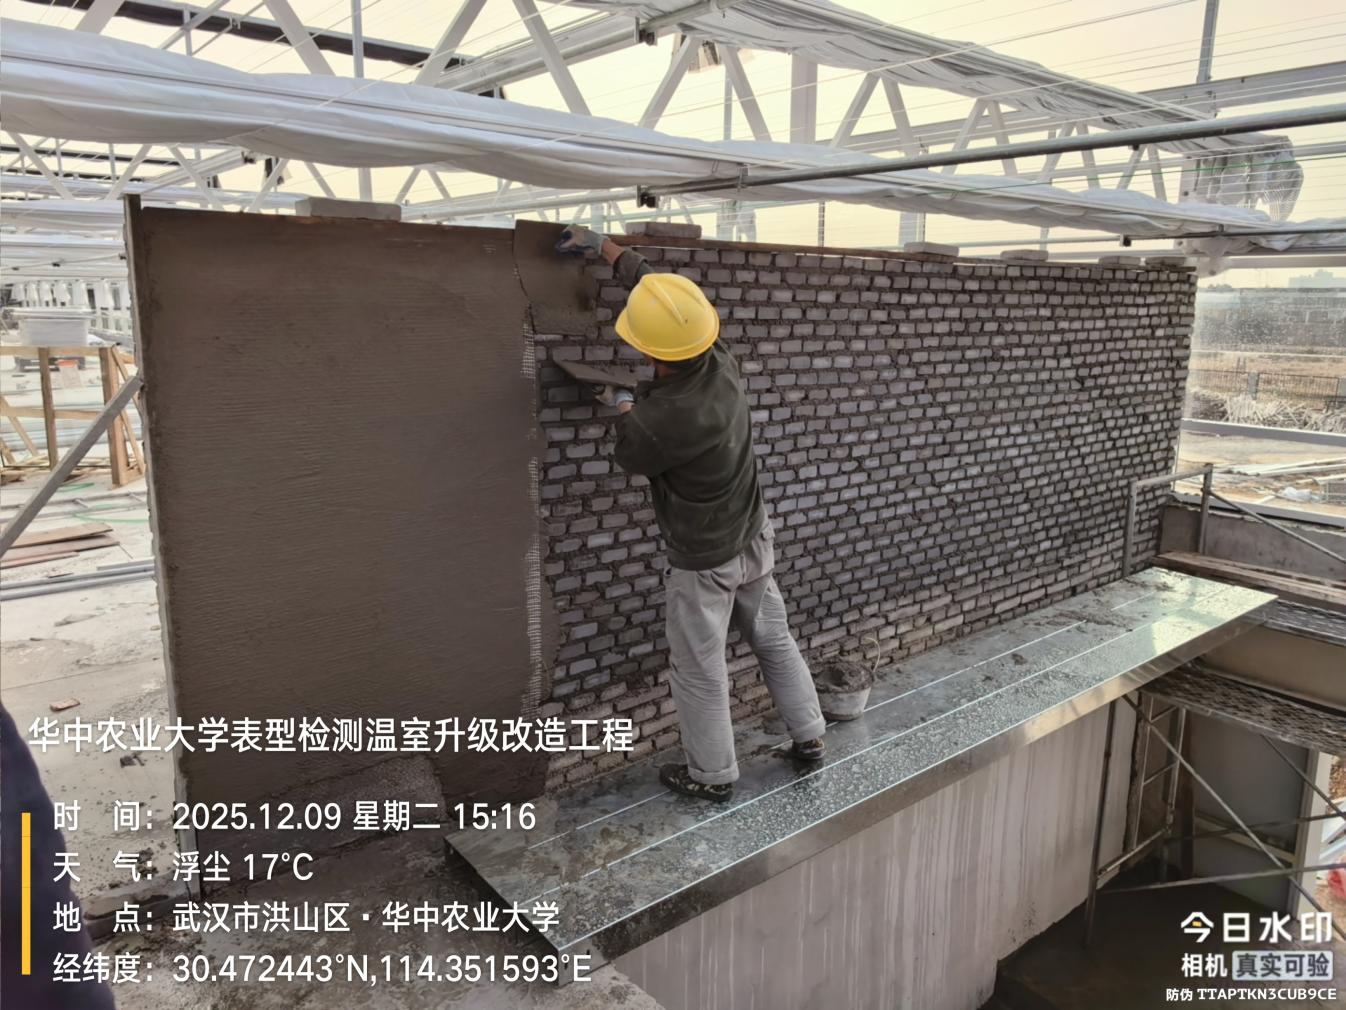 华中农业大学表型检测温室升级改造工程
时 间：2025.12.09 星期二 15:16
天 气：浮尘 17°C
地 点：武汉市洪山区·华中农业大学
经纬度：30.472443°N,114.351593°E
今日水印
相机 真实可验
防伪 TTAPTKN3CUB9CE